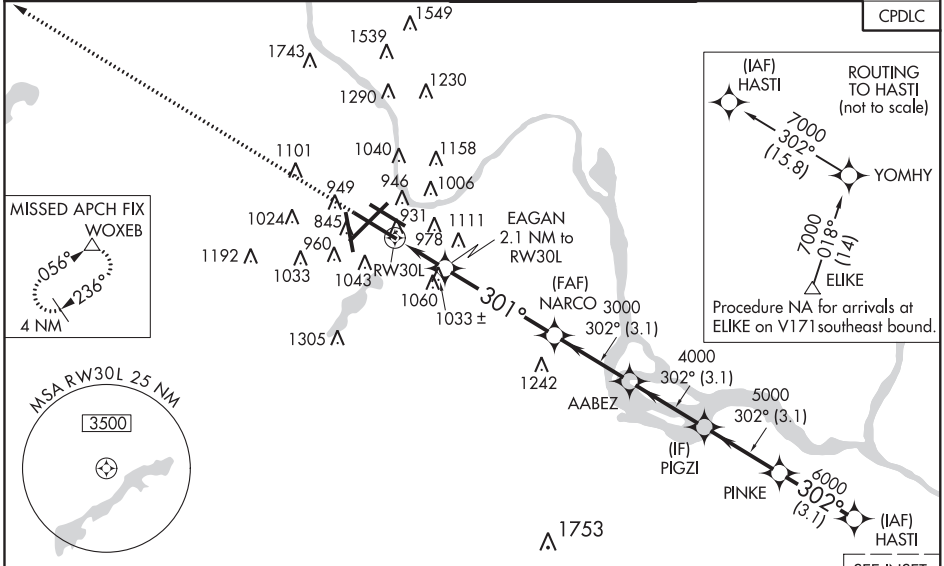 1549
CPDLC
1539
1743
1230
1290
(IAF)
HASTI
ROUTING
TO HASTI
(not to scale)
7000
302°
(15.8)
YOMHY
7000
018°
(14)
ELIKE
Procedure NA for arrivals at
ELIKE on V171 southeast bound.
1101
1040
1158
949
946
1006
MISSED APCH FIX
WOXEB
056°
236°
4 NM
1024
845
931
978
1111
EAGAN
2.1 NM to
RW30L
1192
1033
960
1043
RW30L
1060
1033 ±
301°
(FAF)
NARCO
3000
302° (3.1)
1305
1242
AABEZ
4000
302° (3.1)
5000
302° (3.1)
(IF)
PIGZI
PINKE
6000
302°
(3.1)
(IAF)
HASTI
MSA RW30L 25 NM
3500
1753
SEE INSET